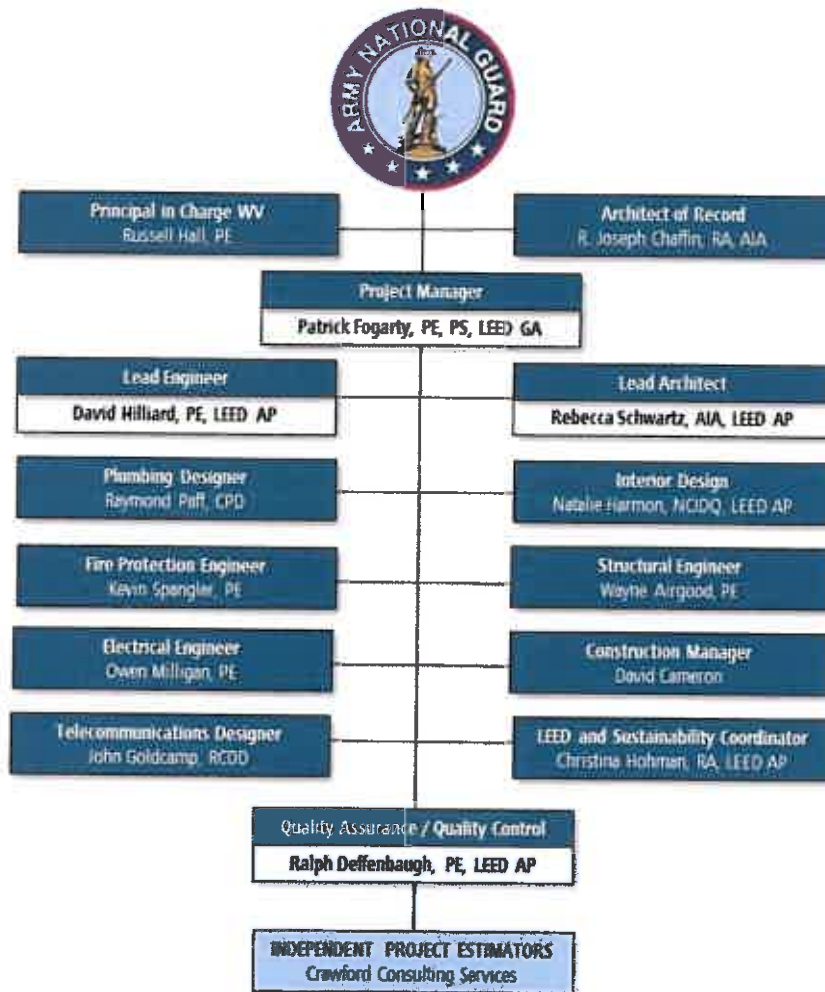 ARMY NATIONAL GUARD
Principal in Charge WV
Russell Hall, PE
Architect of Record
R. Joseph Chaffin, RA, AIA
Project Manager
Patrick Fogarty, PE, PS, LEED GA
Lead Engineer
David Hilliard, PE, LEED AP
Lead Architect
Rebecca Schwartz, AIA, LEED AP
Plumbing Designer
Raymond Paff, CPD
Interior Design
Natalie Harmon, NCIDQ, LEED AP
Fire Protection Engineer
Kevin Spangler, PE
Structural Engineer
Wayne Airgood, PE
Electrical Engineer
Owen Milligan, PE
Construction Manager
David Cameron
Telecommunications Designer
John Goldcamp, RCDD
LEED and Sustainability Coordinator
Christina Hohman, RA, LEED AP
Quality Assurance / Quality Control
Ralph Deffenbaugh, PE, LEED AP
INDEPENDENT PROJECT ESTIMATORS
Crawford Consulting Services